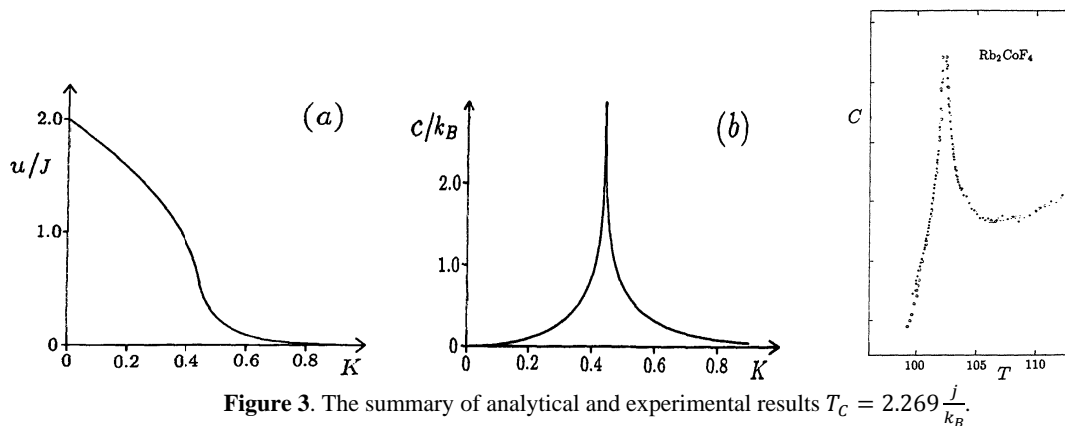 (a)
2.0
u/J
1.0
0
0 0.2 0.4 0.6 0.8 K
(b)
c/k_B
2.0
1.0
0
0 0.2 0.4 0.6 0.8 K
Rb₂CoF₄
C
100 105 110
T
Figure 3. The summary of analytical and experimental results T_C = 2.269 j/k_B.